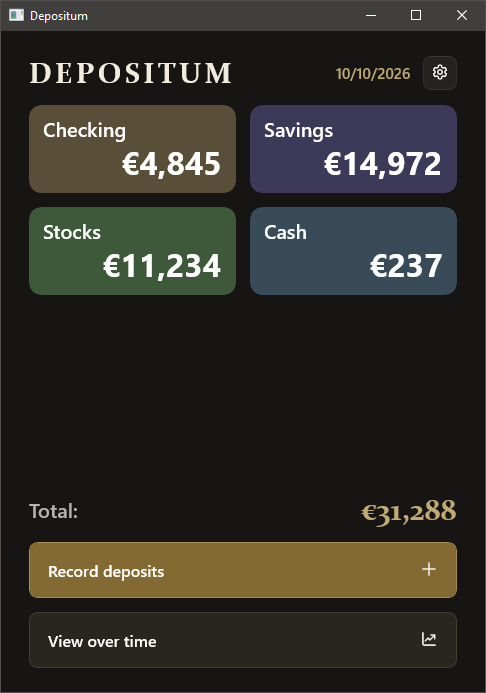 Depositum
DEPOSITUM
10/10/2026
Checking
€4,845
Savings
€14,972
Stocks
€11,234
Cash
€237
Total:
€31,288
Record deposits
View over time